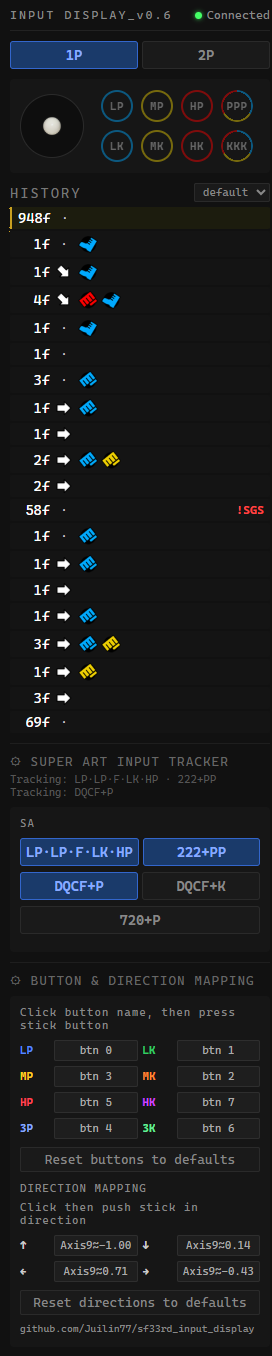 INPUT DISPLAY_v0.6 Connected
1P 2P
LP MP HP PPP
LK MK HK KKK
HISTORY default
948f ·
1f ·
1f
4f
1f ·
1f ·
3f ·
1f ➡
1f ➡
2f ➡
2f ➡
58f · !SGS
1f ·
1f ➡
1f ➡
1f ➡
3f ➡
1f ➡
3f ➡
69f ·
⚙ SUPER ART INPUT TRACKER
Tracking: LP·LP·F·LK·HP · 222+PP
Tracking: DQCF+P
SA
LP·LP·F·LK·HP 222+PP
DQCF+P DQCF+K
720+P
⚙ BUTTON & DIRECTION MAPPING
Click button name, then press
stick button
LP btn 0 LK btn 1
MP btn 3 MK btn 2
HP btn 5 HK btn 7
3P btn 4 3K btn 6
Reset buttons to defaults
DIRECTION MAPPING
Click then push stick in
direction
↑ Axis9≈-1.00 ↓ Axis9≈0.14
← Axis9≈0.71 → Axis9≈-0.43
Reset directions to defaults
github.com/Juilin77/sf33rd_input_display